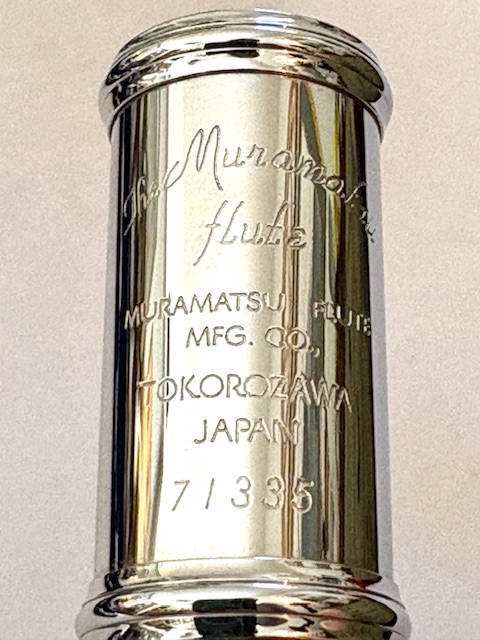 The Muramatsu
flute
MURAMATSU FLUTE
MFG. CO.,
TOKOROZAWA
JAPAN
71335